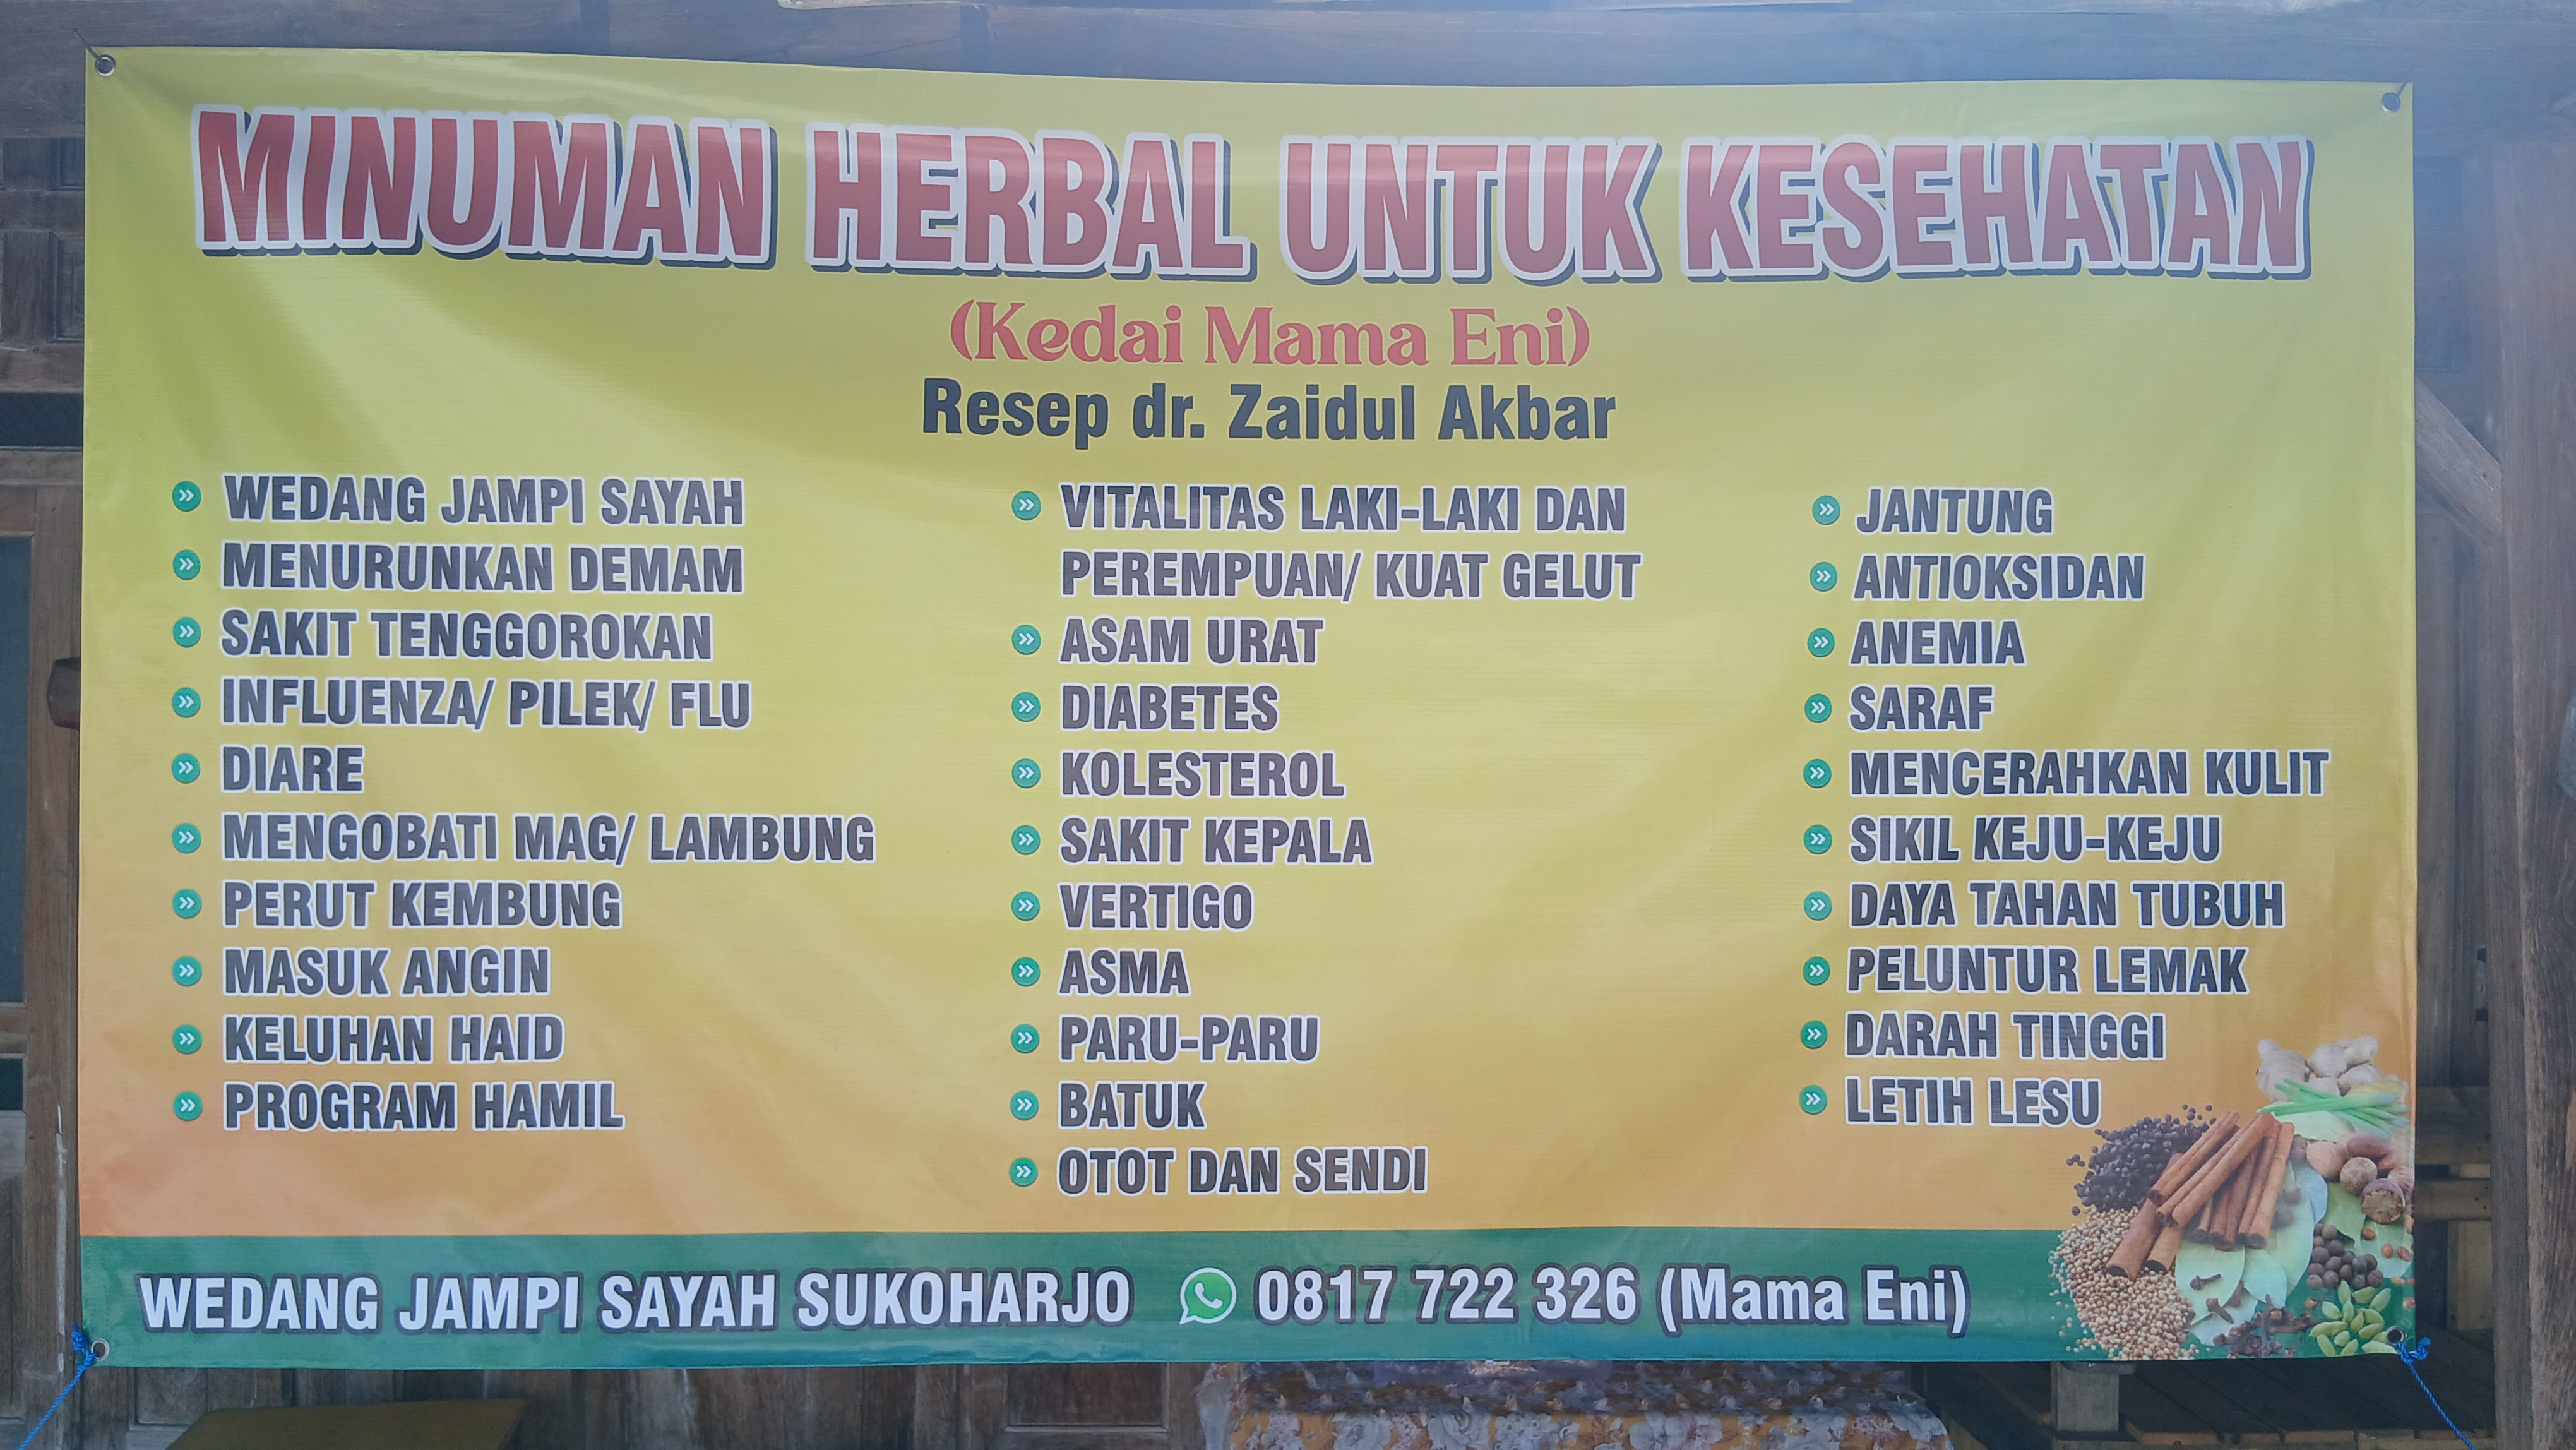 MINUMAN HERBAL UNTUK KESEHATAN
(Kedai Mama Eni)
Resep dr. Zaidul Akbar
WEDANG JAMPI SAYAH
MENURUNKAN DEMAM
SAKIT TENGGOROKAN
INFLUENZA/ PILEK/ FLU
DIARE
MENGOBATI MAG/ LAMBUNG
PERUT KEMBUNG
MASUK ANGIN
KELUHAN HAID
PROGRAM HAMIL
VITALITAS LAKI-LAKI DAN
PEREMPUAN/ KUAT GELUT
ASAM URAT
DIABETES
KOLESTEROL
SAKIT KEPALA
VERTIGO
ASMA
PARU-PARU
BATUK
OTOT DAN SENDI
JANTUNG
ANTIOKSIDAN
ANEMIA
SARAF
MENCERAHKAN KULIT
SIKIL KEJU-KEJU
DAYA TAHAN TUBUH
PELUNTUR LEMAK
DARAH TINGGI
LETIH LESU
WEDANG JAMPI SAYAH SUKOHARJO 0817 722 326 (Mama Eni)